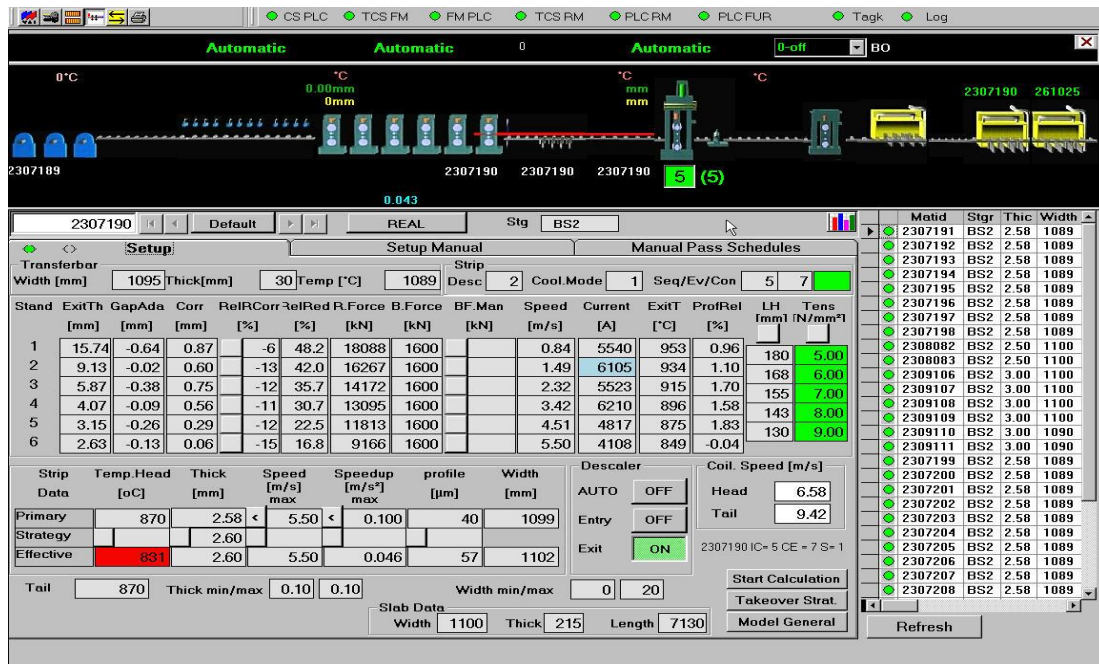 CS PLC TCS FM FM PLC TCS RM PLC RM PLC FUR Tagk Log
Automatic Automatic 0 Automatic 0-off BO
0°C °C °C °C
0.00mm mm
0mm mm
2307190 261025
2307189 2307190 2307190 2307190 5 (5)
0.043
2307190 Default REAL Stg BS2
Setup Setup Manual Manual Pass Schedules
Transferbar Strip
Width [mm] 1095 Thick[mm] 30 Temp [°C] 1089 Desc 2 Cool.Mode 1 Seq/Ev/Con 5 7
Stand ExitTh GapAda Corr RelRCorr RelRed R.Force B.Force BF.Man Speed Current ExitT ProfRel LH Tens
[mm] [mm] [mm] [%] [%] [kN] [kN] [kN] [m/s] [A] [°C] [%] [mm] [N/mm²]
1 15.74 -0.64 0.87 -6 48.2 18088 1600 0.84 5540 953 0.96
180 5.00
2 9.13 -0.02 0.60 -13 42.0 16267 1600 1.49 6105 934 1.10
168 6.00
3 5.87 -0.38 0.75 -12 35.7 14172 1600 2.32 5523 915 1.70
155 7.00
4 4.07 -0.09 0.56 -11 30.7 13095 1600 3.42 6210 896 1.58
143 8.00
5 3.15 -0.26 0.29 -12 22.5 11813 1600 4.51 4817 875 1.83
130 9.00
6 2.63 -0.13 0.06 -15 16.8 9166 1600 5.50 4108 849 -0.04
Strip Temp.Head Thick Speed Speedup profile Width
Data [oC] [mm] [m/s] [m/s²] [µm] [mm]
max max
Primary 870 2.58 < 5.50 < 0.100 40 1099
Strategy 2.60
Effective 831 2.60 5.50 0.046 57 1102
Tail 870 Thick min/max 0.10 0.10 Width min/max 0 20
Slab Data
Width 1100 Thick 215 Length 7130
Descaler
AUTO OFF
Entry OFF
Exit ON
Coil. Speed [m/s]
Head 6.58
Tail 9.42
2307190 IC= 5 CE = 7 S= 1
Start Calculation
Takeover Strat.
Model General
Matid Stgr Thic Width
2307191 BS2 2.58 1089
2307192 BS2 2.58 1089
2307193 BS2 2.58 1089
2307194 BS2 2.58 1089
2307195 BS2 2.58 1089
2307196 BS2 2.58 1089
2307197 BS2 2.58 1089
2307198 BS2 2.58 1089
2308082 BS2 2.50 1100
2308083 BS2 2.50 1100
2309106 BS2 3.00 1100
2309107 BS2 3.00 1100
2309108 BS2 3.00 1100
2309109 BS2 3.00 1100
2309110 BS2 3.00 1090
2309111 BS2 3.00 1090
2307199 BS2 2.58 1089
2307200 BS2 2.58 1089
2307201 BS2 2.58 1089
2307202 BS2 2.58 1089
2307203 BS2 2.58 1089
2307204 BS2 2.58 1089
2307205 BS2 2.58 1089
2307206 BS2 2.58 1089
2307207 BS2 2.58 1089
2307208 BS2 2.58 1089
Refresh